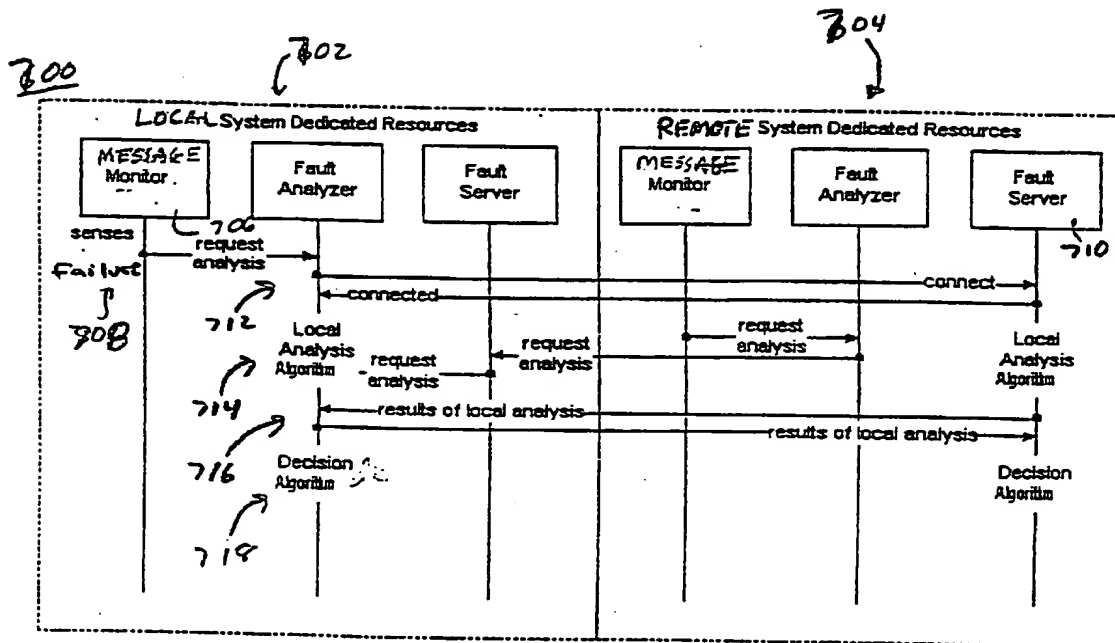 700
702
704
LOCAL System Dedicated Resources
REMOTE System Dedicated Resources
MESSAGE
Monitor
Fault
Analyzer
Fault
Server
MESSAGE
Monitor
Fault
Analyzer
Fault
Server
706
710
senses
failure
708
request
analysis
connect
connected
712
Local
Analysis
Algorithm
714
request
analysis
request
analysis
request
analysis
Local
Analysis
Algorithm
results of local analysis
results of local analysis
716
Decision
Algorithm
718
Decision
Algorithm